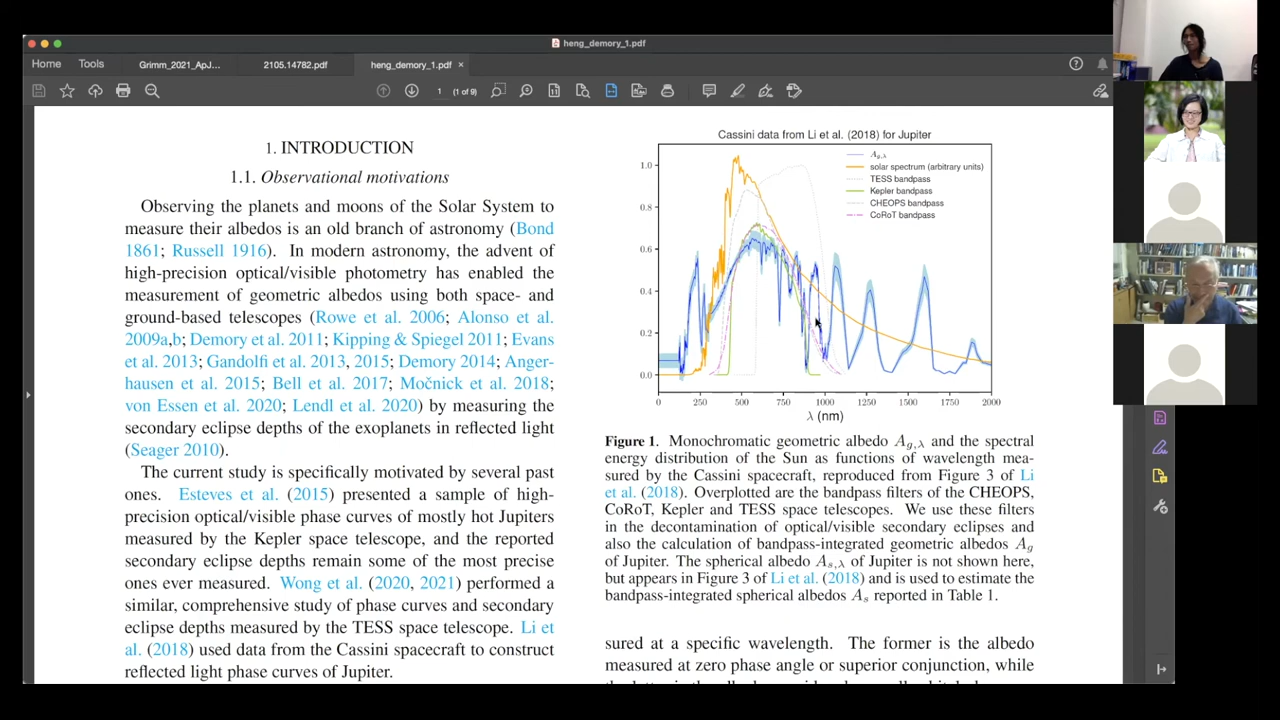 heng_demory_1.pdf
Home
Tools
Grimm_2021_ApJ...
2105.14782.pdf
heng_demory_1.pdf ×
1 (1 of 9)
1. INTRODUCTION
1.1. Observational motivations
Observing the planets and moons of the Solar System to
measure their albedos is an old branch of astronomy (Bond
1861; Russell 1916). In modern astronomy, the advent of
high-precision optical/visible photometry has enabled the
measurement of geometric albedos using both space- and
ground-based telescopes (Rowe et al. 2006; Alonso et al.
2009a,b; Demory et al. 2011; Kipping & Spiegel 2011; Evans
et al. 2013; Gandolfi et al. 2013, 2015; Demory 2014; Anger-
hausen et al. 2015; Bell et al. 2017; Močnick et al. 2018;
von Essen et al. 2020; Lendl et al. 2020) by measuring the
secondary eclipse depths of the exoplanets in reflected light
(Seager 2010).
The current study is specifically motivated by several past
ones. Esteves et al. (2015) presented a sample of high-
precision optical/visible phase curves of mostly hot Jupiters
measured by the Kepler space telescope, and the reported
secondary eclipse depths remain some of the most precise
ones ever measured. Wong et al. (2020, 2021) performed a
similar, comprehensive study of phase curves and secondary
eclipse depths measured by the TESS space telescope. Li et
al. (2018) used data from the Cassini spacecraft to construct
reflected light phase curves of Jupiter.
Cassini data from Li et al. (2018) for Jupiter
A_{g,λ}
solar spectrum (arbitrary units)
TESS bandpass
Kepler bandpass
CHEOPS bandpass
CoRoT bandpass
1.0
0.8
0.6
0.4
0.2
0.0
0 250 500 750 1000 1250 1500 1750 2000
λ (nm)
Figure 1. Monochromatic geometric albedo A_{g,λ} and the spectral
energy distribution of the Sun as functions of wavelength mea-
sured by the Cassini spacecraft, reproduced from Figure 3 of Li
et al. (2018). Overplotted are the bandpass filters of the CHEOPS,
CoRoT, Kepler and TESS space telescopes. We use these filters
in the decontamination of optical/visible secondary eclipses and
also the calculation of bandpass-integrated geometric albedos A_g
of Jupiter. The spherical albedo A_{s,λ} of Jupiter is not shown here,
but appears in Figure 3 of Li et al. (2018) and is used to estimate the
bandpass-integrated spherical albedos A_s reported in Table 1.
sured at a specific wavelength. The former is the albedo
measured at zero phase angle or superior conjunction, while